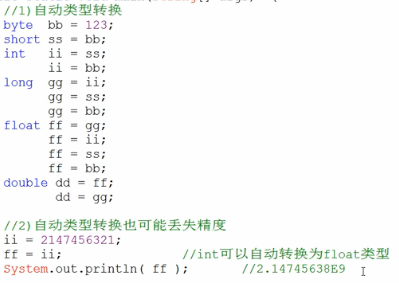 //1)自动类型转换
byte bb = 123;
short ss = bb;
int ii = ss;
ii = bb;
long gg = ii;
gg = ss;
gg = bb;
float ff = gg;
ff = ii;
ff = ss;
ff = bb;
double dd = ff;
dd = gg;
//2)自动类型转换也可能丢失精度
ii = 2147456321;
ff = ii; //int可以自动转换为float类型
System.out.println( ff ); //2.14745638E9